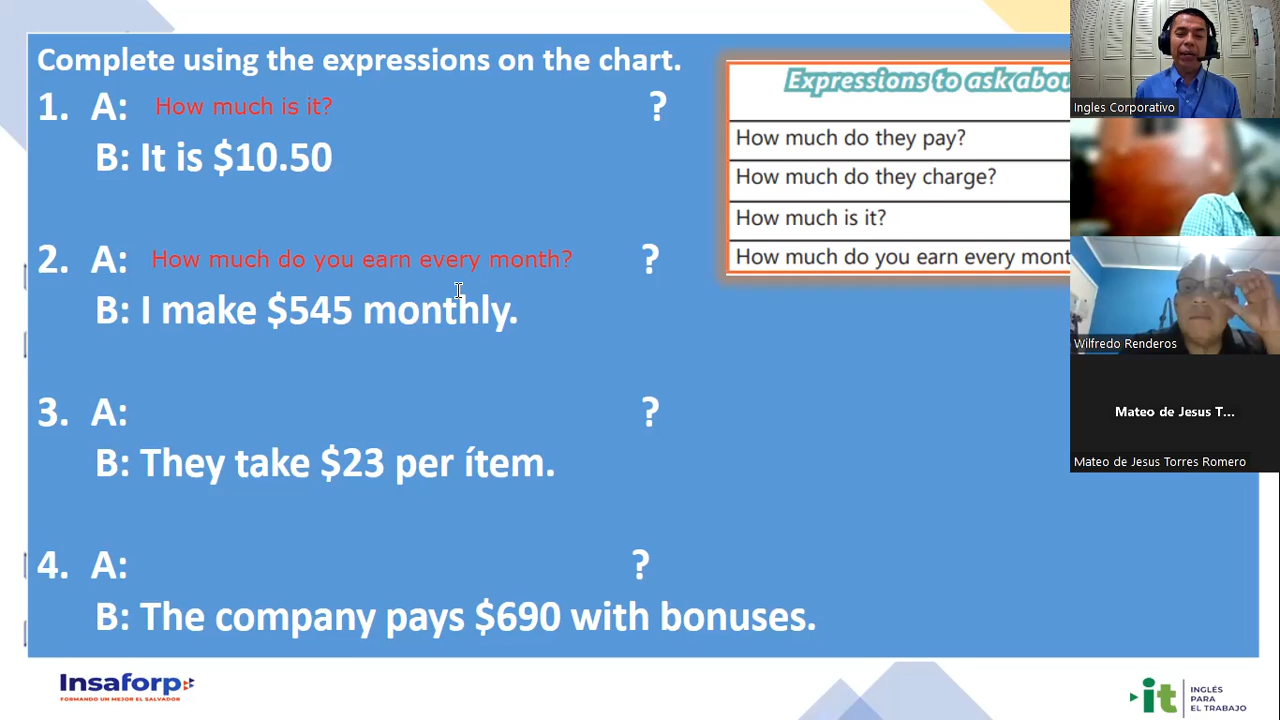 Complete using the expressions on the chart.
1. A: How much is it? ?
B: It is $10.50
2. A: How much do you earn every month? ?
B: I make $545 monthly.
3. A: ?
B: They take $23 per ítem.
4. A: ?
B: The company pays $690 with bonuses.
Expressions to ask abou
How much do they pay?
How much do they charge?
How much is it?
How much do you earn every mont
Ingles Corporativo
Wilfredo Renderos
Mateo de Jesus T...
Mateo de Jesus Torres Romero
Insaforp
FORMANDO UN MEJOR EL SALVADOR
it
INGLÉS
PARA
EL TRABAJO